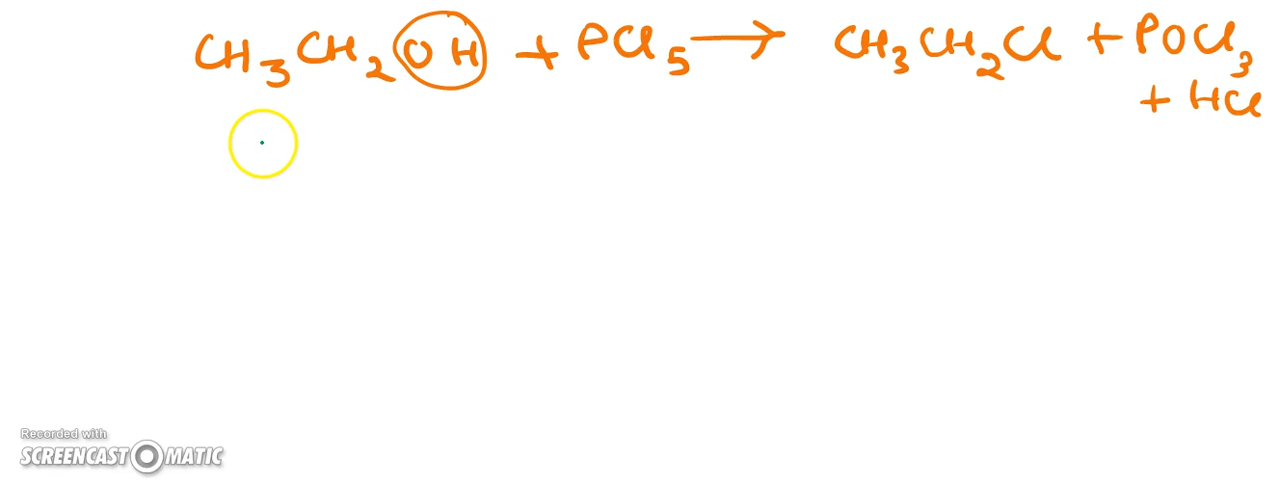 CH3CH2OH + PCl5 → CH3CH2Cl + POCl3
+ HCl
Recorded with
SCREENCAST MATIC